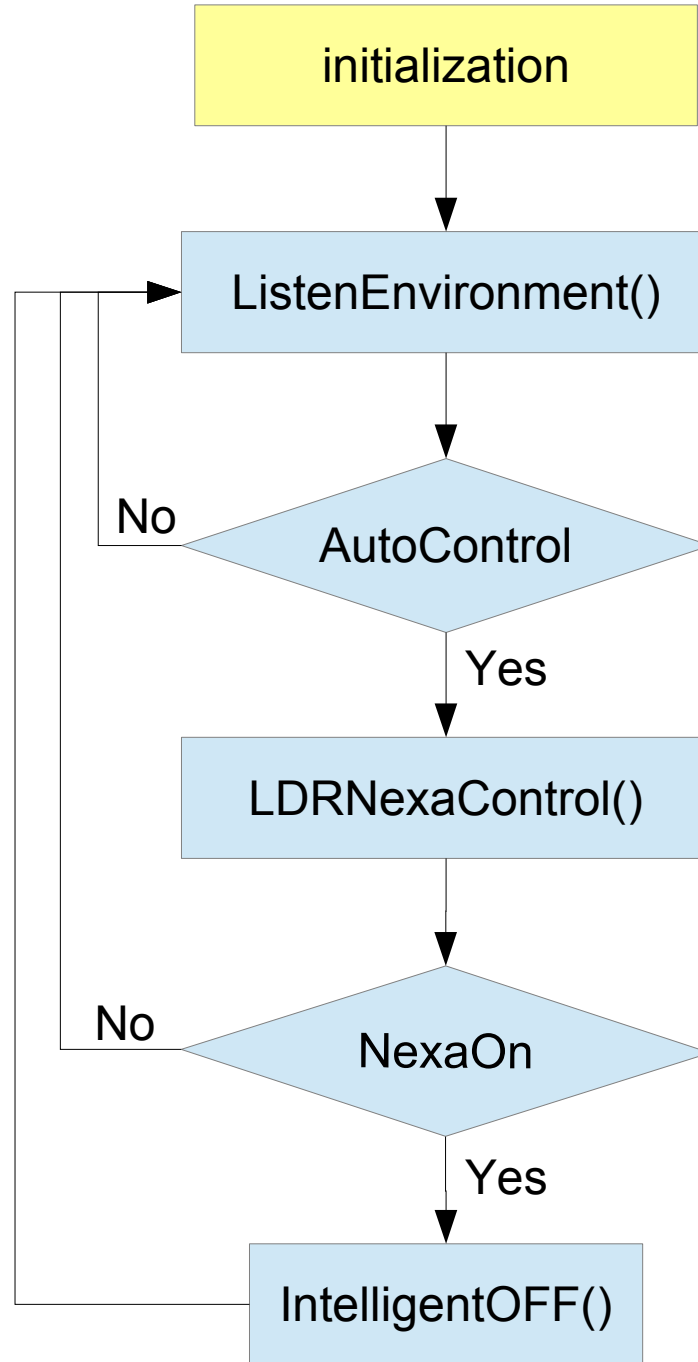 initialization
ListenEnvironment()
No
AutoControl
Yes
LDRNexaControl()
No
NexaOn
Yes
IntelligentOFF()